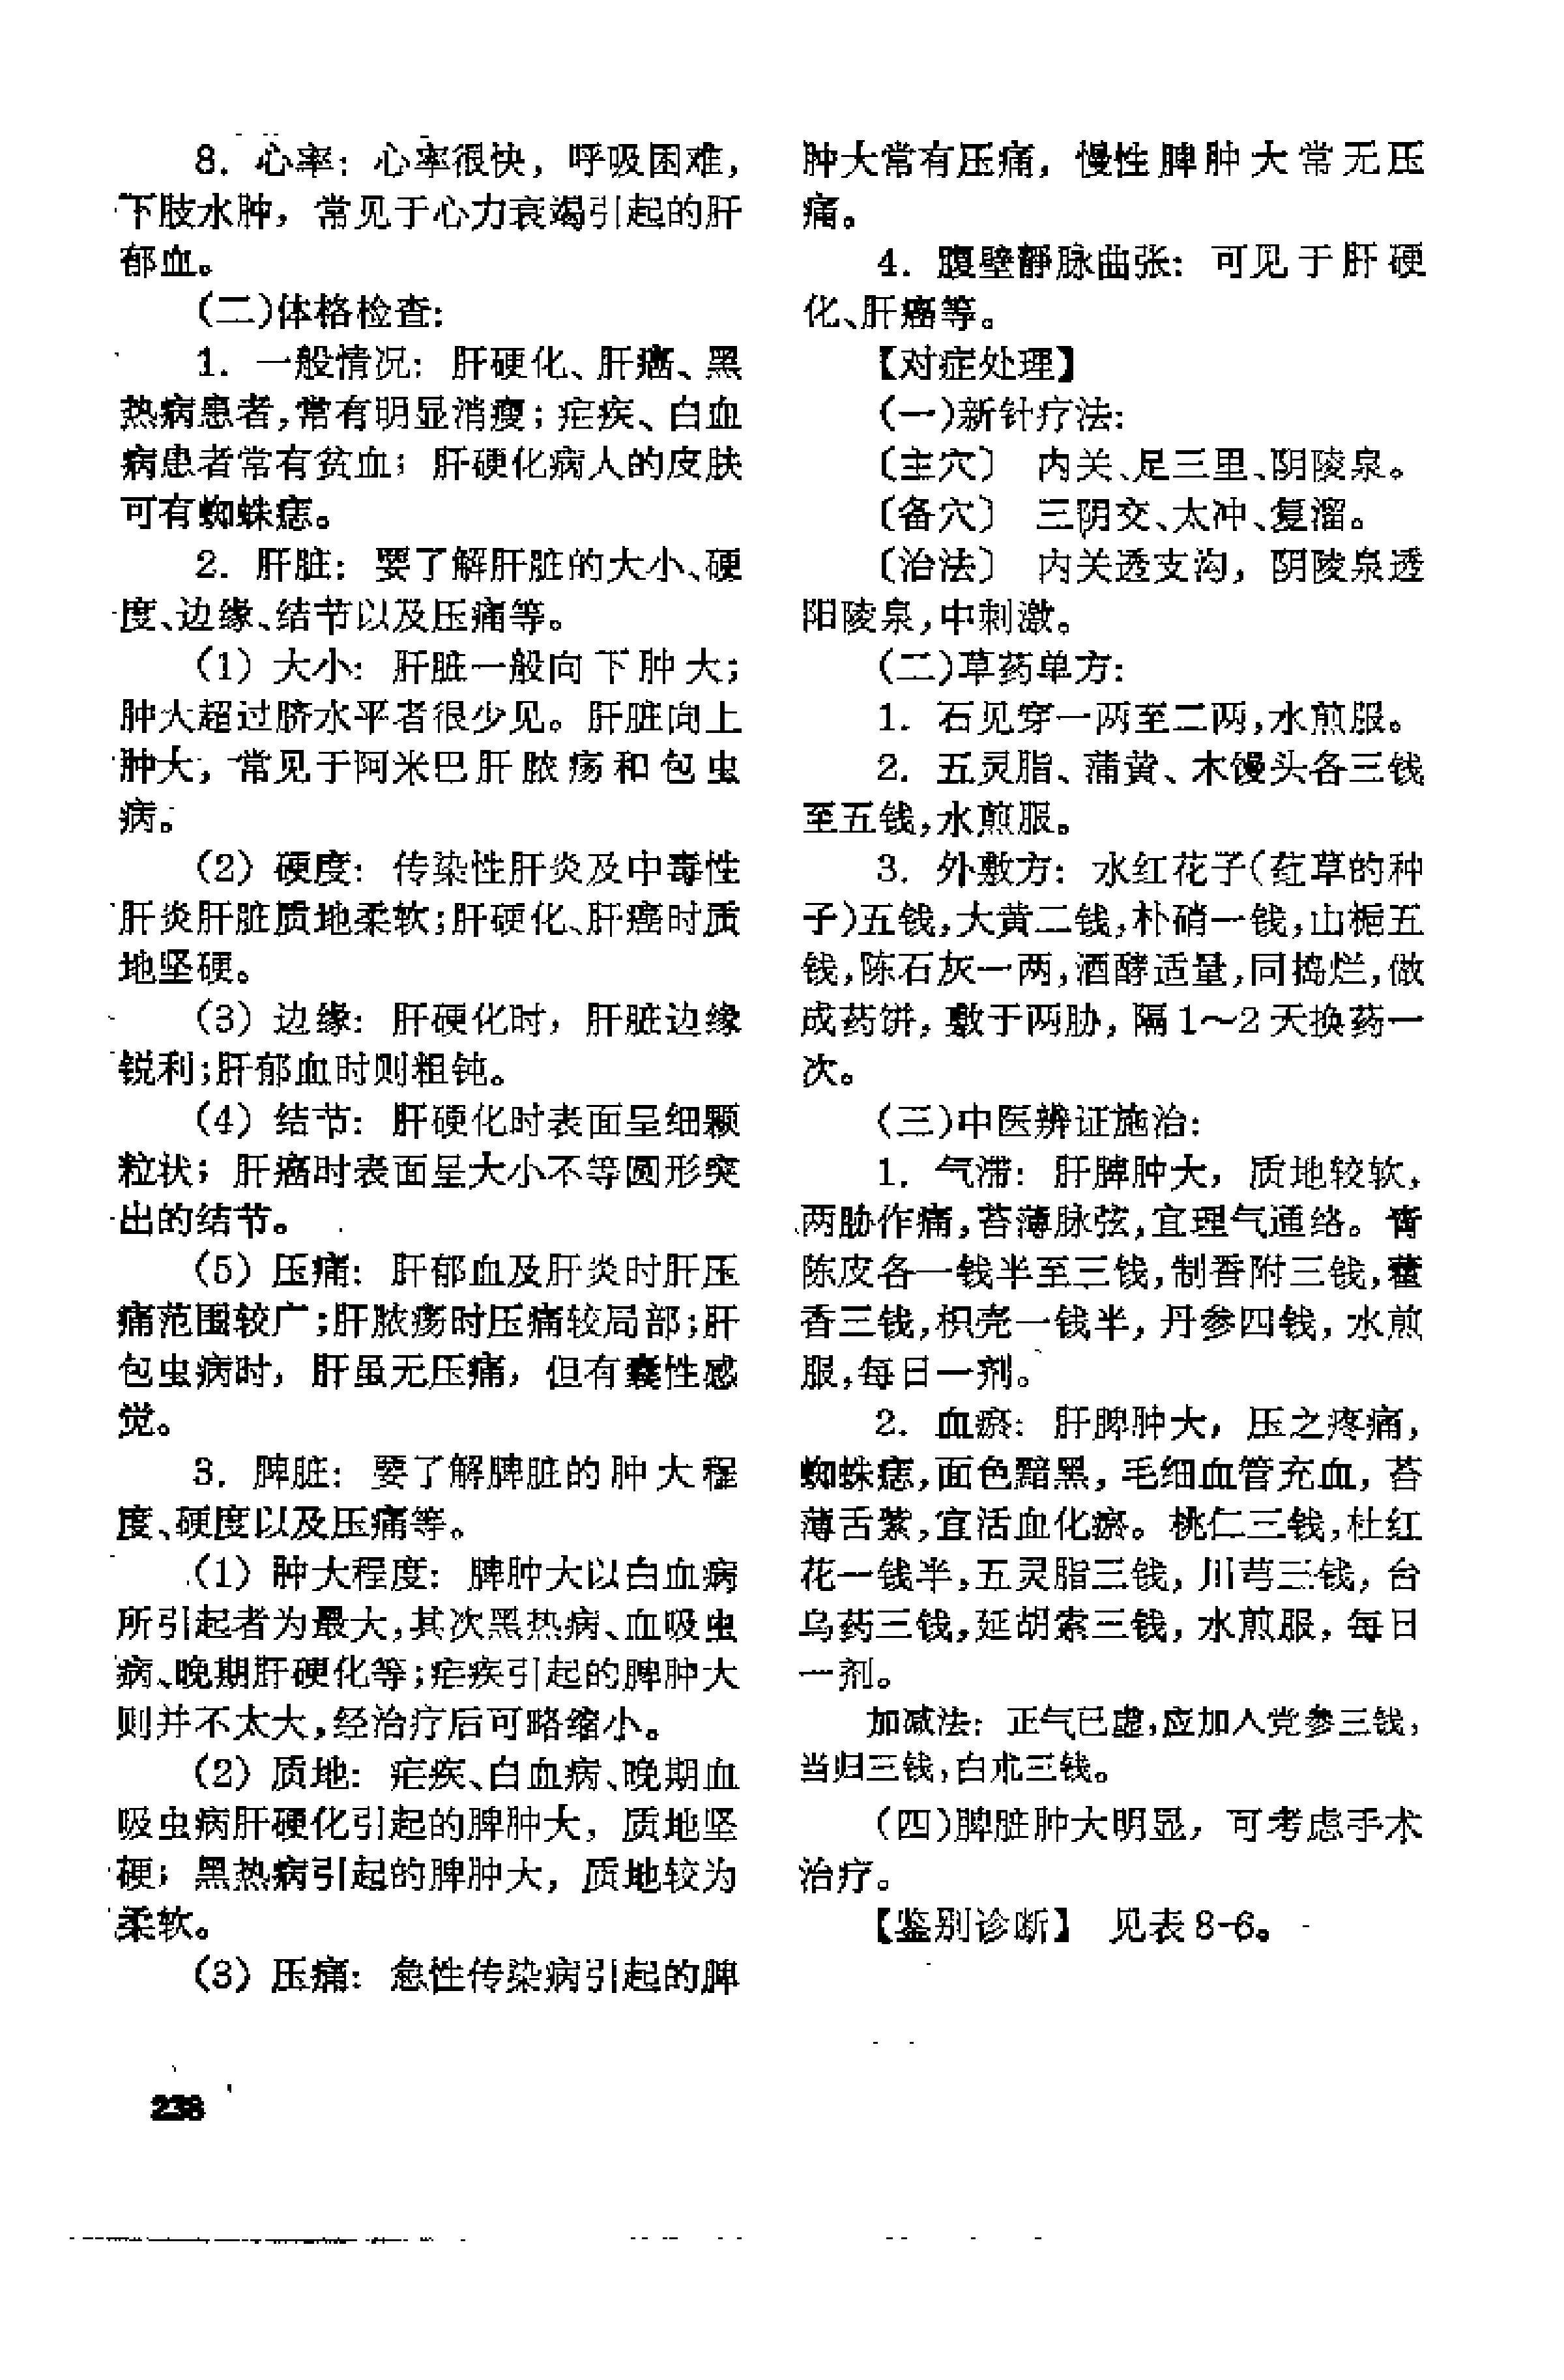 8. 心率：心率很快，呼吸困难，
下肢水肿，常见于心力衰竭引起的肝
郁血。
(二)体格检查：
1. 一般情况：肝硬化、肝癌、黑
热病患者，常有明显消瘦；疟疾、白血
病患者常有贫血；肝硬化病人的皮肤
可有蜘蛛痣。
2. 肝脏：要了解肝脏的大小、硬
度、边缘、结节以及压痛等。
(1) 大小：肝脏一般向下肿大；
肿大超过脐水平者很少见。肝脏向上
肿大，常见于阿米巴肝脓疡和包虫
病。
(2) 硬度：传染性肝炎及中毒性
肝炎肝脏质地柔软；肝硬化、肝癌时质
地坚硬。
(3) 边缘：肝硬化时，肝脏边缘
锐利；肝郁血时则粗钝。
(4) 结节：肝硬化时表面呈细颗
粒状；肝癌时表面呈大小不等圆形突
出的结节。
(5) 压痛：肝郁血及肝炎时肝压
痛范围较广；肝脓疡时压痛较局部；肝
包虫病时，肝虽无压痛，但有囊性感
觉。
3. 脾脏：要了解脾脏的肿大程
度、硬度以及压痛等。
(1) 肿大程度：脾肿大以白血病
所引起者为最大，其次黑热病、血吸虫
病、晚期肝硬化等；疟疾引起的脾肿大
则并不太大，经治疗后可略缩小。
(2) 质地：疟疾、白血病、晚期血
吸虫病肝硬化引起的脾肿大，质地坚
硬；黑热病引起的脾肿大，质地较为
柔软。
(3) 压痛：急性传染病引起的脾
肿大常有压痛，慢性脾肿大常无压
痛。
4. 腹壁静脉曲张：可见于肝硬
化、肝癌等。
【对症处理】
(一)新针疗法：
〔主穴〕 内关、足三里、阴陵泉。
〔备穴〕 三阴交、太冲、复溜。
〔治法〕 内关透支沟，阴陵泉透
阳陵泉，中刺激。
(二)草药单方：
1. 石见穿一两至二两，水煎服。
2. 五灵脂、蒲黄、木馒头各三钱
至五钱，水煎服。
3. 外敷方：水红花子(荭草的种
子)五钱，大黄二钱，朴硝一钱，山栀五
钱，陈石灰一两，酒酵适量，同捣烂，做
成药饼，敷于两胁，隔1～2天换药一
次。
(三)中医辨证施治：
1. 气滞：肝脾肿大，质地较软，
两胁作痛，苔薄脉弦，宜理气通络。青
陈皮各一钱半至三钱，制香附三钱，藿
香三钱，枳壳一钱半，丹参四钱，水煎
服，每日一剂。
2. 血瘀：肝脾肿大，压之疼痛，
蜘蛛痣，面色黯黑，毛细血管充血，苔
薄舌紫，宜活血化瘀。桃仁三钱，杜红
花一钱半，五灵脂三钱，川芎三钱，台
乌药三钱，延胡索三钱，水煎服，每日
一剂。
加减法：正气已虚，应加入党参三钱，
当归三钱，白朮三钱。
(四)脾脏肿大明显，可考虑手术
治疗。
【鉴别诊断】 见表8-6。
238